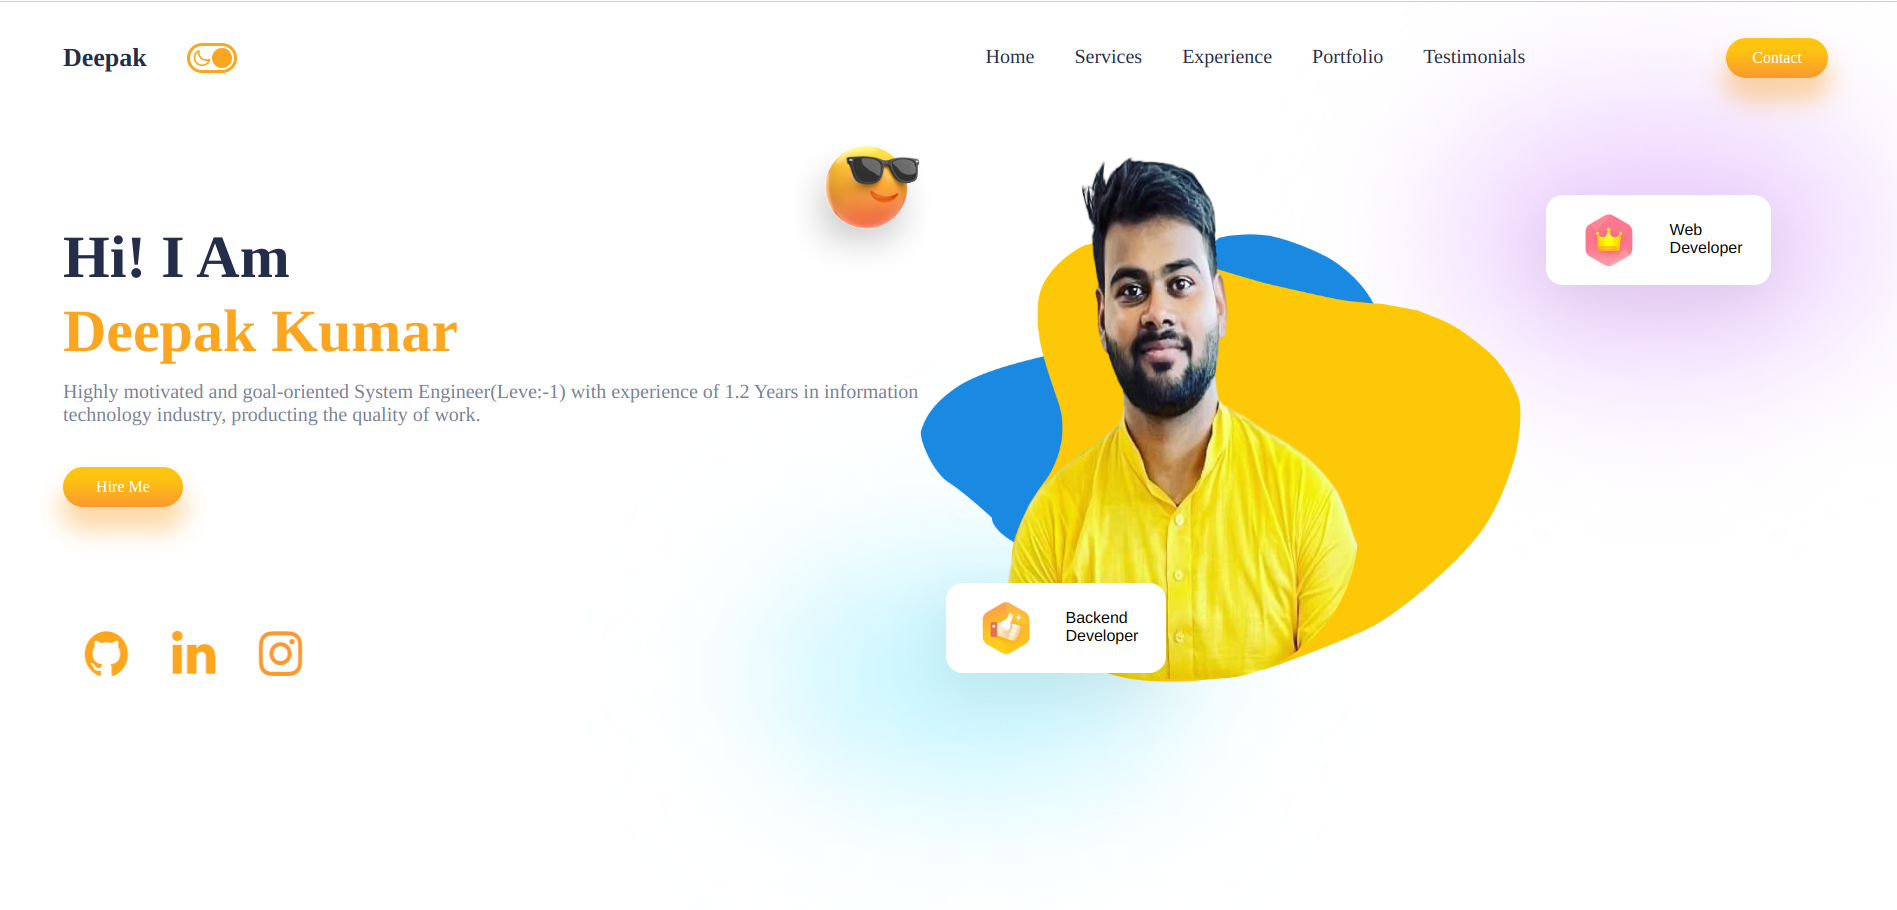 Deepak
Home
Services
Experience
Portfolio
Testimonials
Contact
Hi! I Am
Deepak Kumar
Highly motivated and goal-oriented System Engineer(Leve:-1) with experience of 1.2 Years in information
technology industry, producting the quality of work.
Hire Me
Web
Developer
Backend
Developer
in